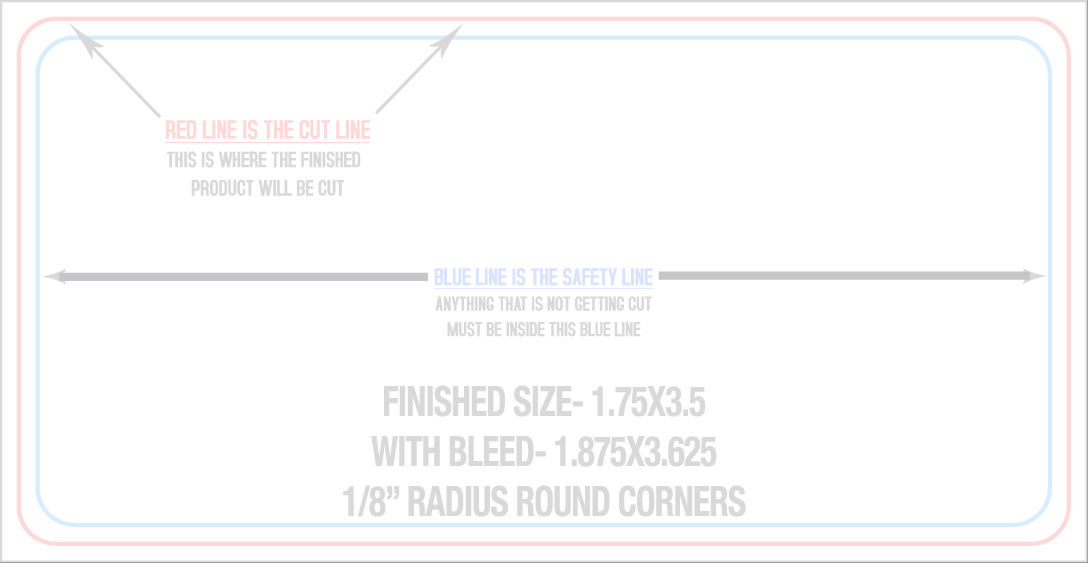 RED LINE IS THE CUT LINE
THIS IS WHERE THE FINISHED
PRODUCT WILL BE CUT
BLUE LINE IS THE SAFETY LINE
ANYTHING THAT IS NOT GETTING CUT
MUST BE INSIDE THIS BLUE LINE
FINISHED SIZE- 1.75X3.5
WITH BLEED- 1.875X3.625
1/8” RADIUS ROUND CORNERS